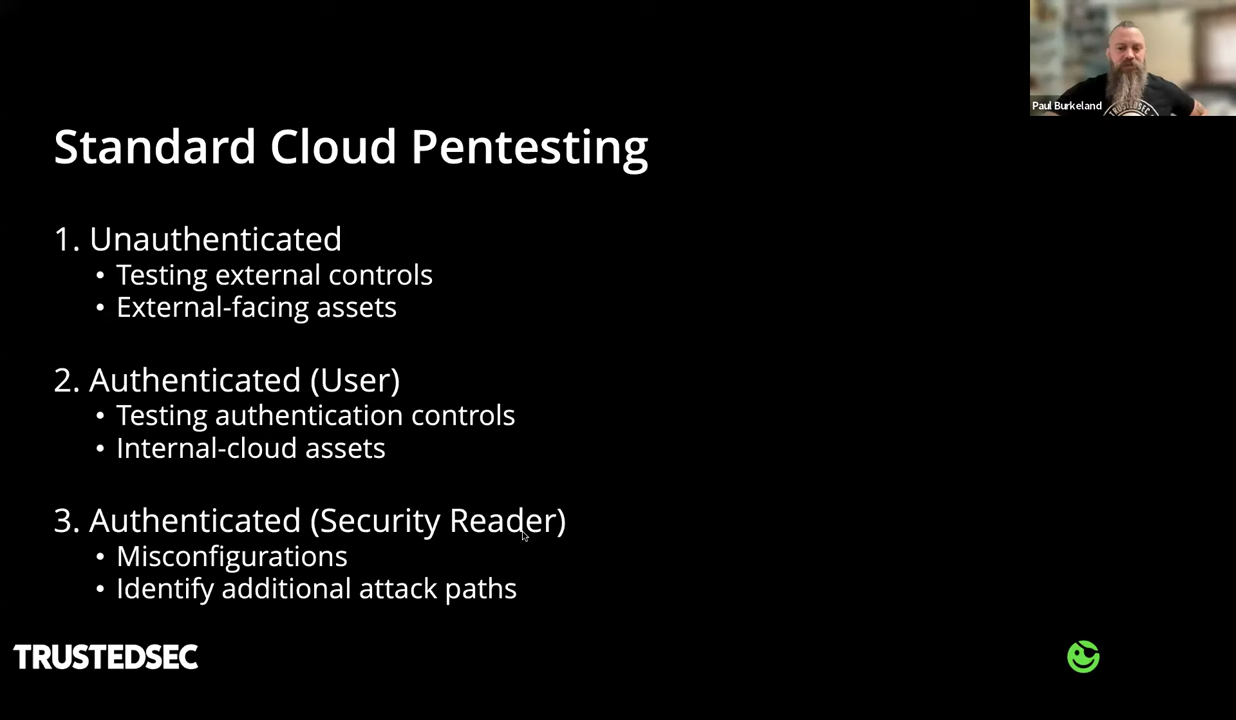 Paul Burkeland
TRUSTEDSEC
Standard Cloud Pentesting
1. Unauthenticated
• Testing external controls
• External-facing assets
2. Authenticated (User)
• Testing authentication controls
• Internal-cloud assets
3. Authenticated (Security Reader)
• Misconfigurations
• Identify additional attack paths
TRUSTEDSEC